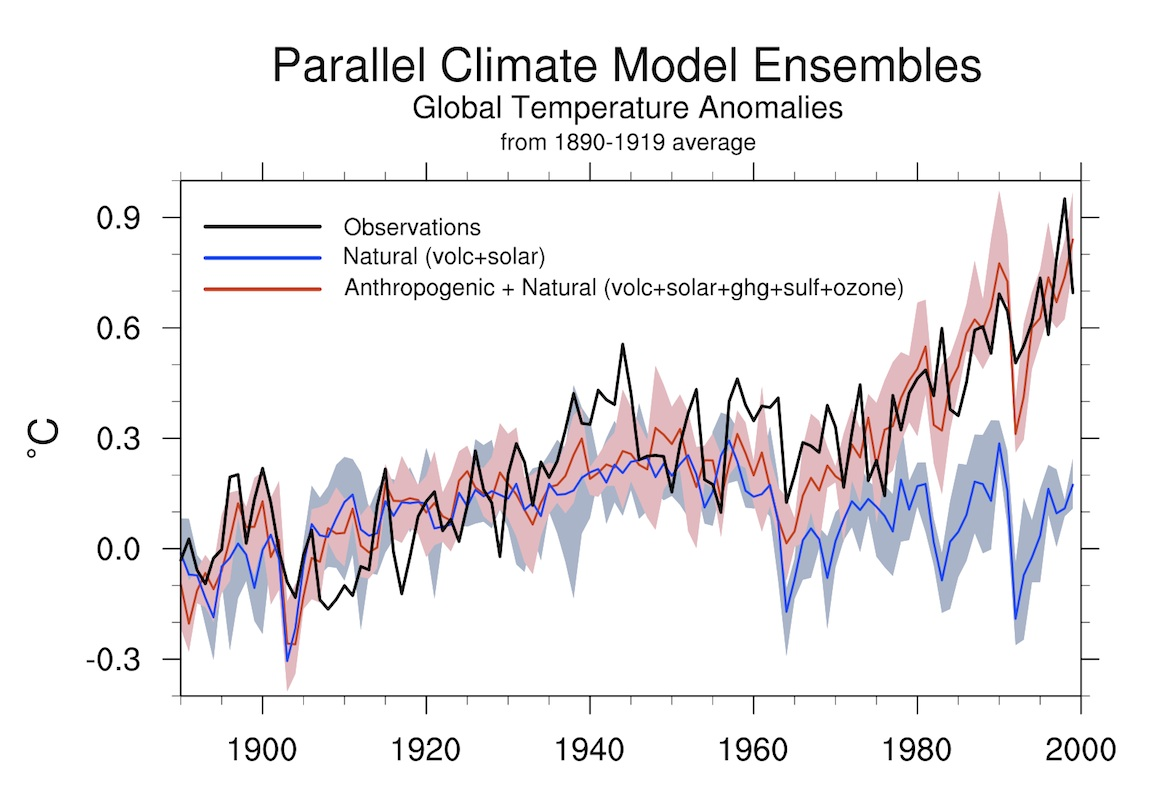 Parallel Climate Model Ensembles
Global Temperature Anomalies
from 1890-1919 average
Observations
Natural (volc+solar)
Anthropogenic + Natural (volc+solar+ghg+sulf+ozone)
°C
0.9
0.6
0.3
0.0
-0.3
1900 1920 1940 1960 1980 2000